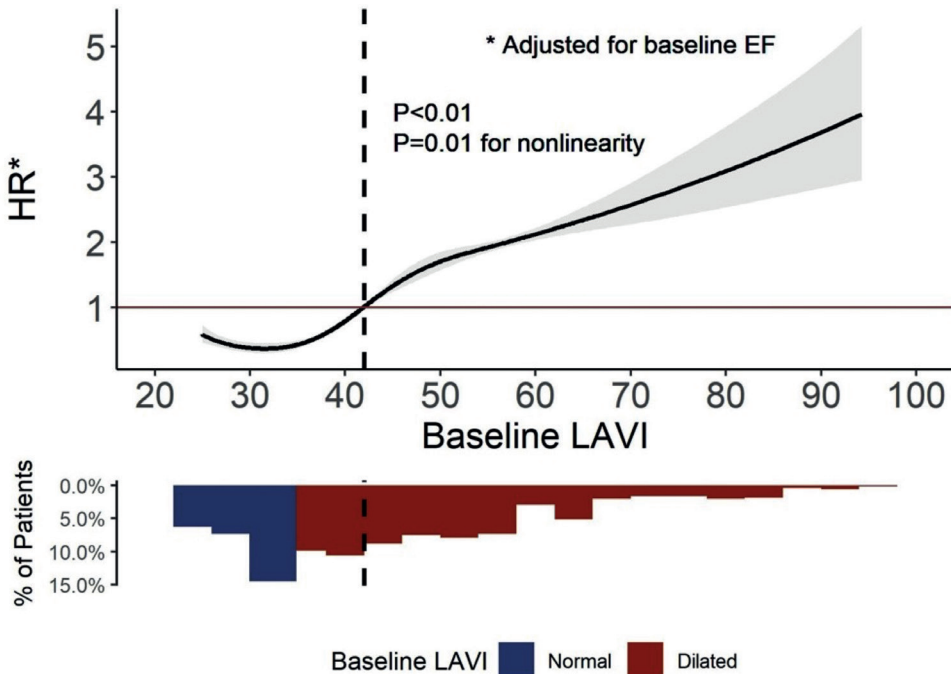 5
* Adjusted for baseline EF
4
P<0.01
P=0.01 for nonlinearity
HR*
3
2
1
20 30 40 50 60 70 80 90 100
Baseline LAVI
% of Patients
0.0%
5.0%
10.0%
15.0%
Baseline LAVI Normal Dilated